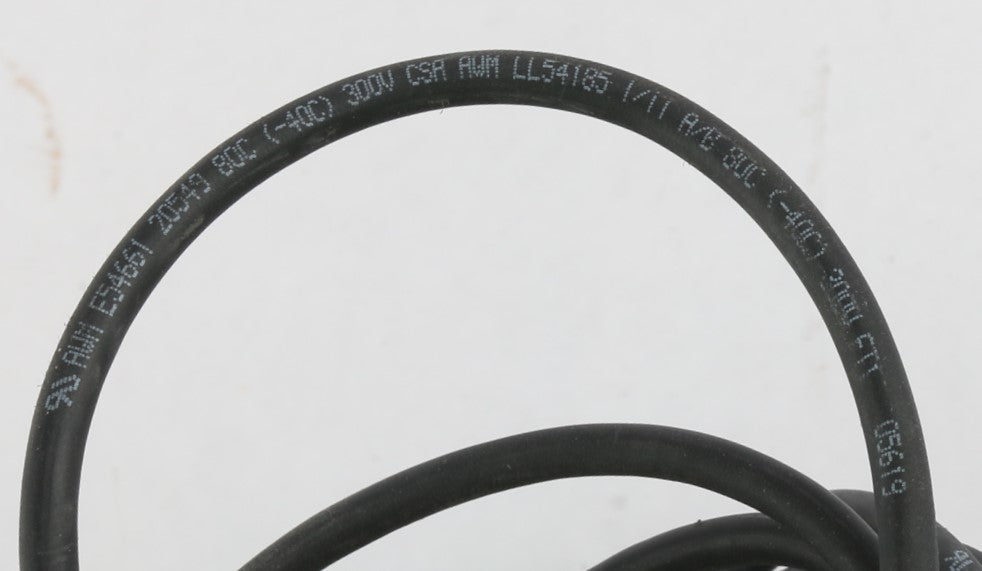 AWM E54661 20549 80C (-40C) 300V CSA AWM LL54185 I/II A/B 80C (-40C) 300V FT1 05619